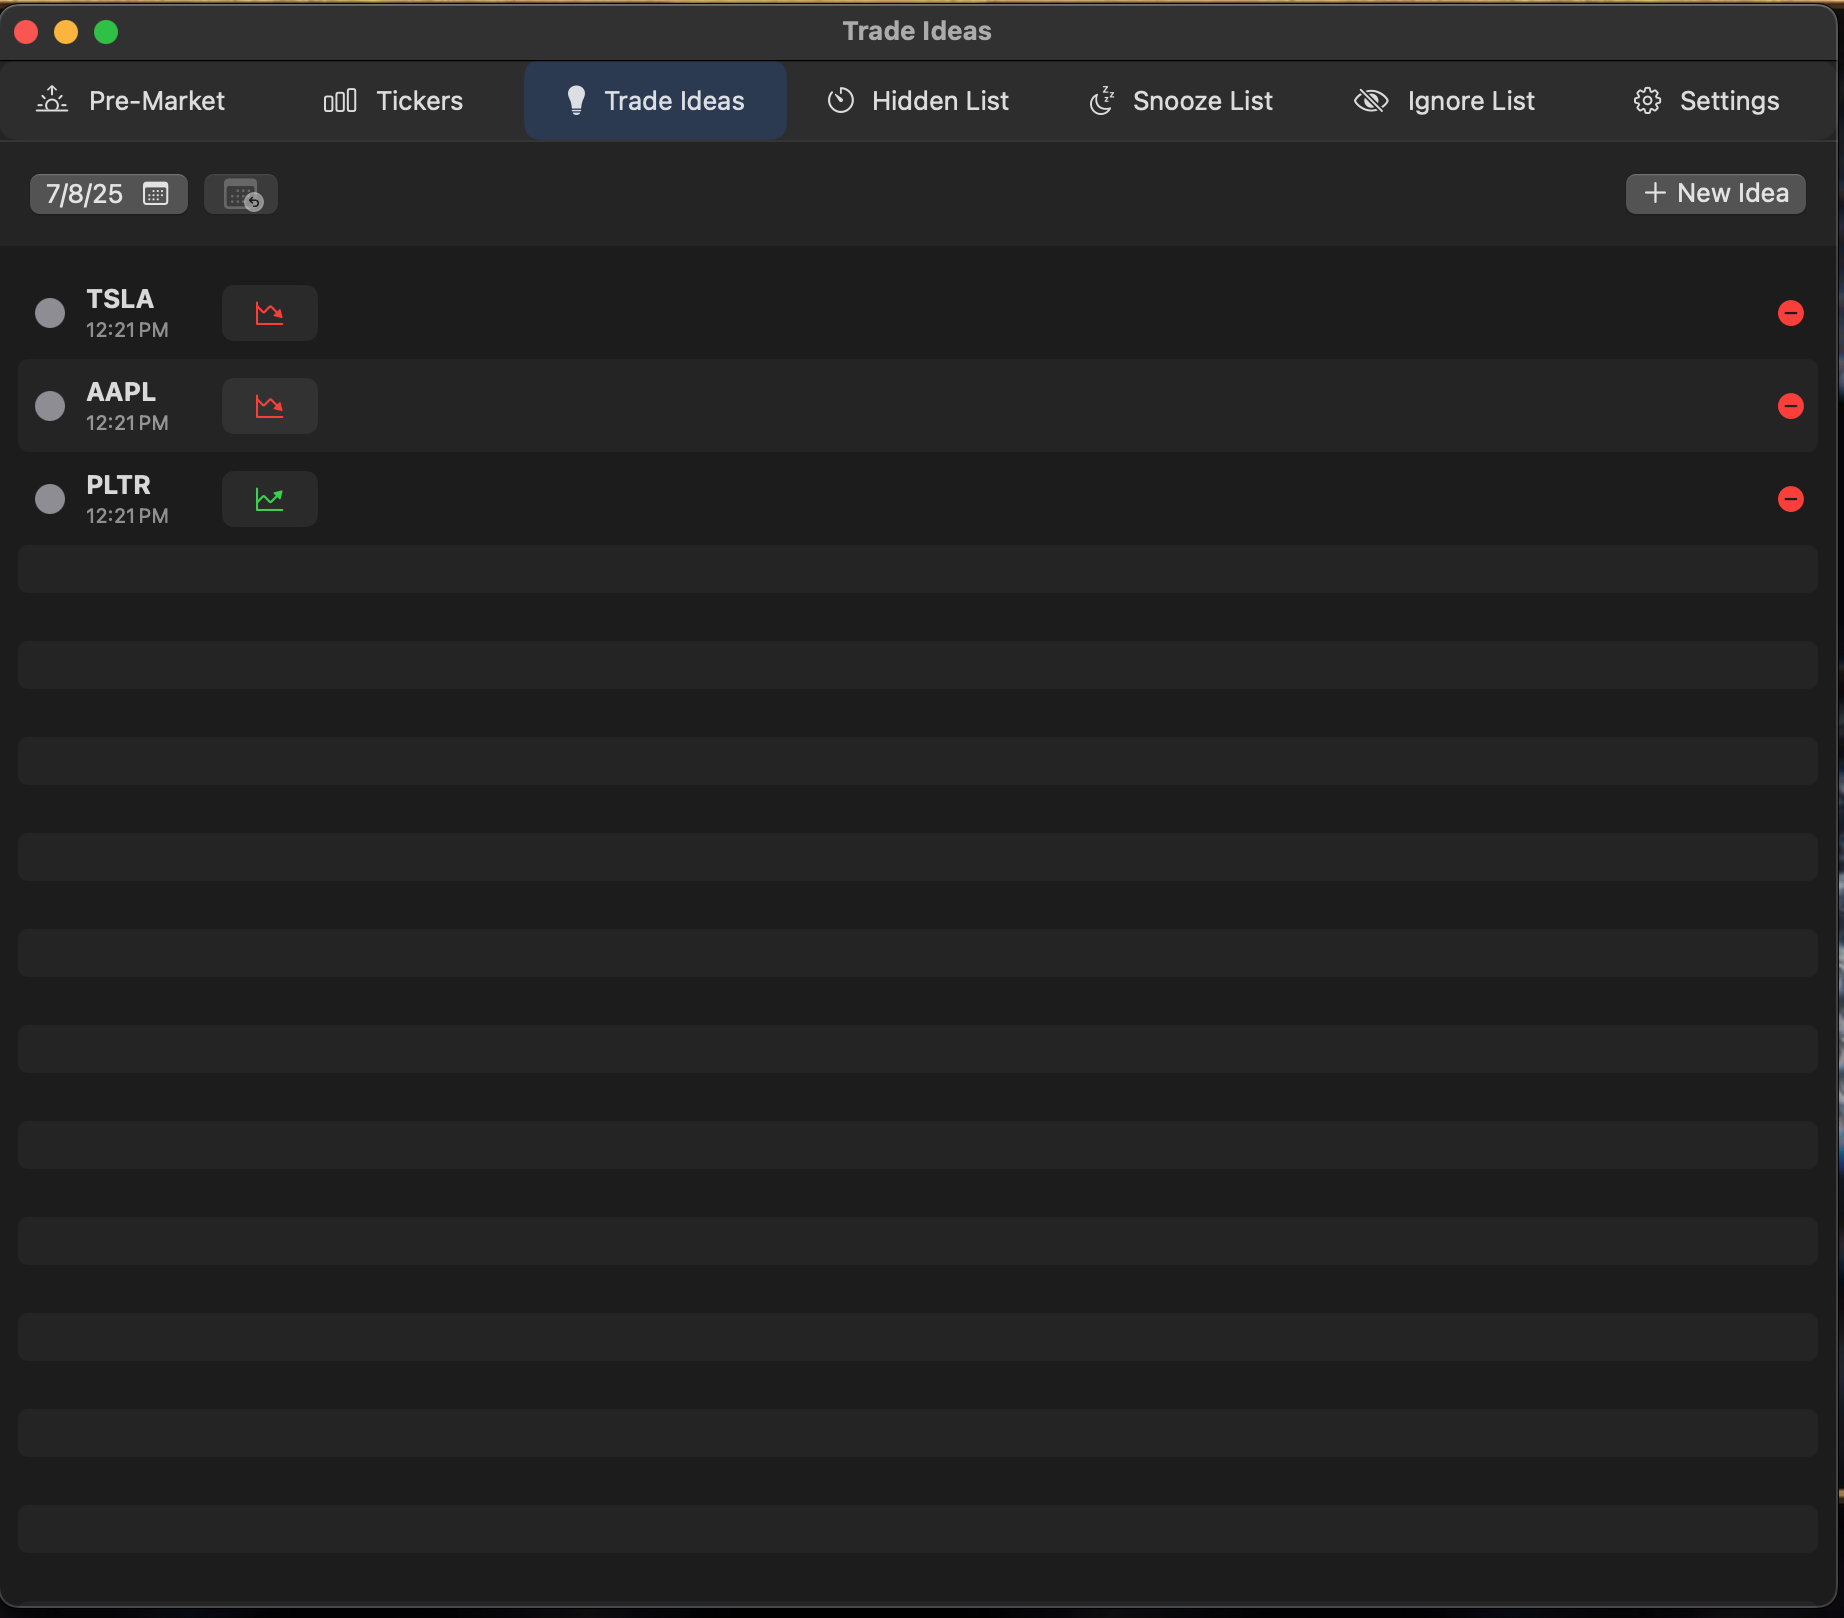 Trade Ideas
Pre-Market
Tickers
Trade Ideas
Hidden List
Snooze List
Ignore List
Settings
7/8/25
New Idea
TSLA
12:21 PM
AAPL
12:21 PM
PLTR
12:21 PM